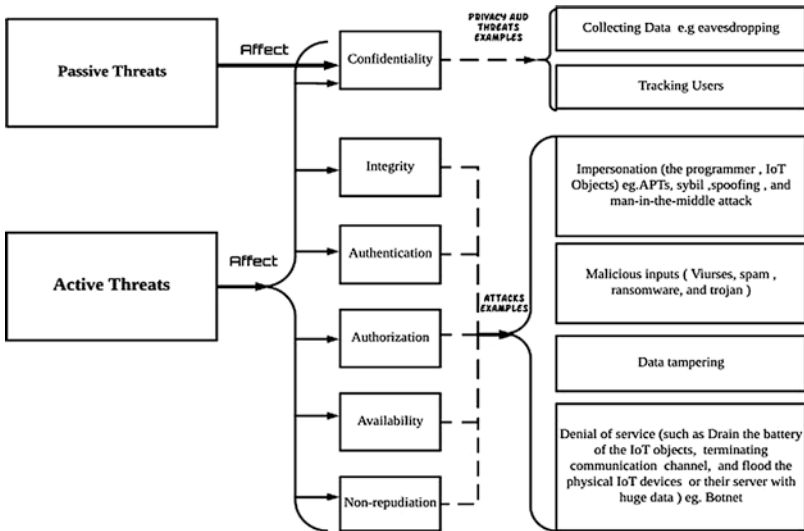 PRIVACY AUD
THREATS
EXAMPLES
Collecting Data e.g eavesdropping
Affect
Passive Threats
Confidentiality
Tracking Users
Integrity
Impersonation (the programmer , IoT
Objects) eg.APTs, sybil ,spoofing , and
man-in-the-middle attack
Affect
Authentication
Active Threats
Malicious inputs ( Viurses, spam ,
ransomware, and trojan )
ATTACKS
EXAMPLES
Authorization
Data tampering
Availability
Denial of service (such as Drain the battery
of the IoT objects, terminating
communication channel, and flood the
physical IoT devices or their server with
huge data ) eg. Botnet
Non-repudiation